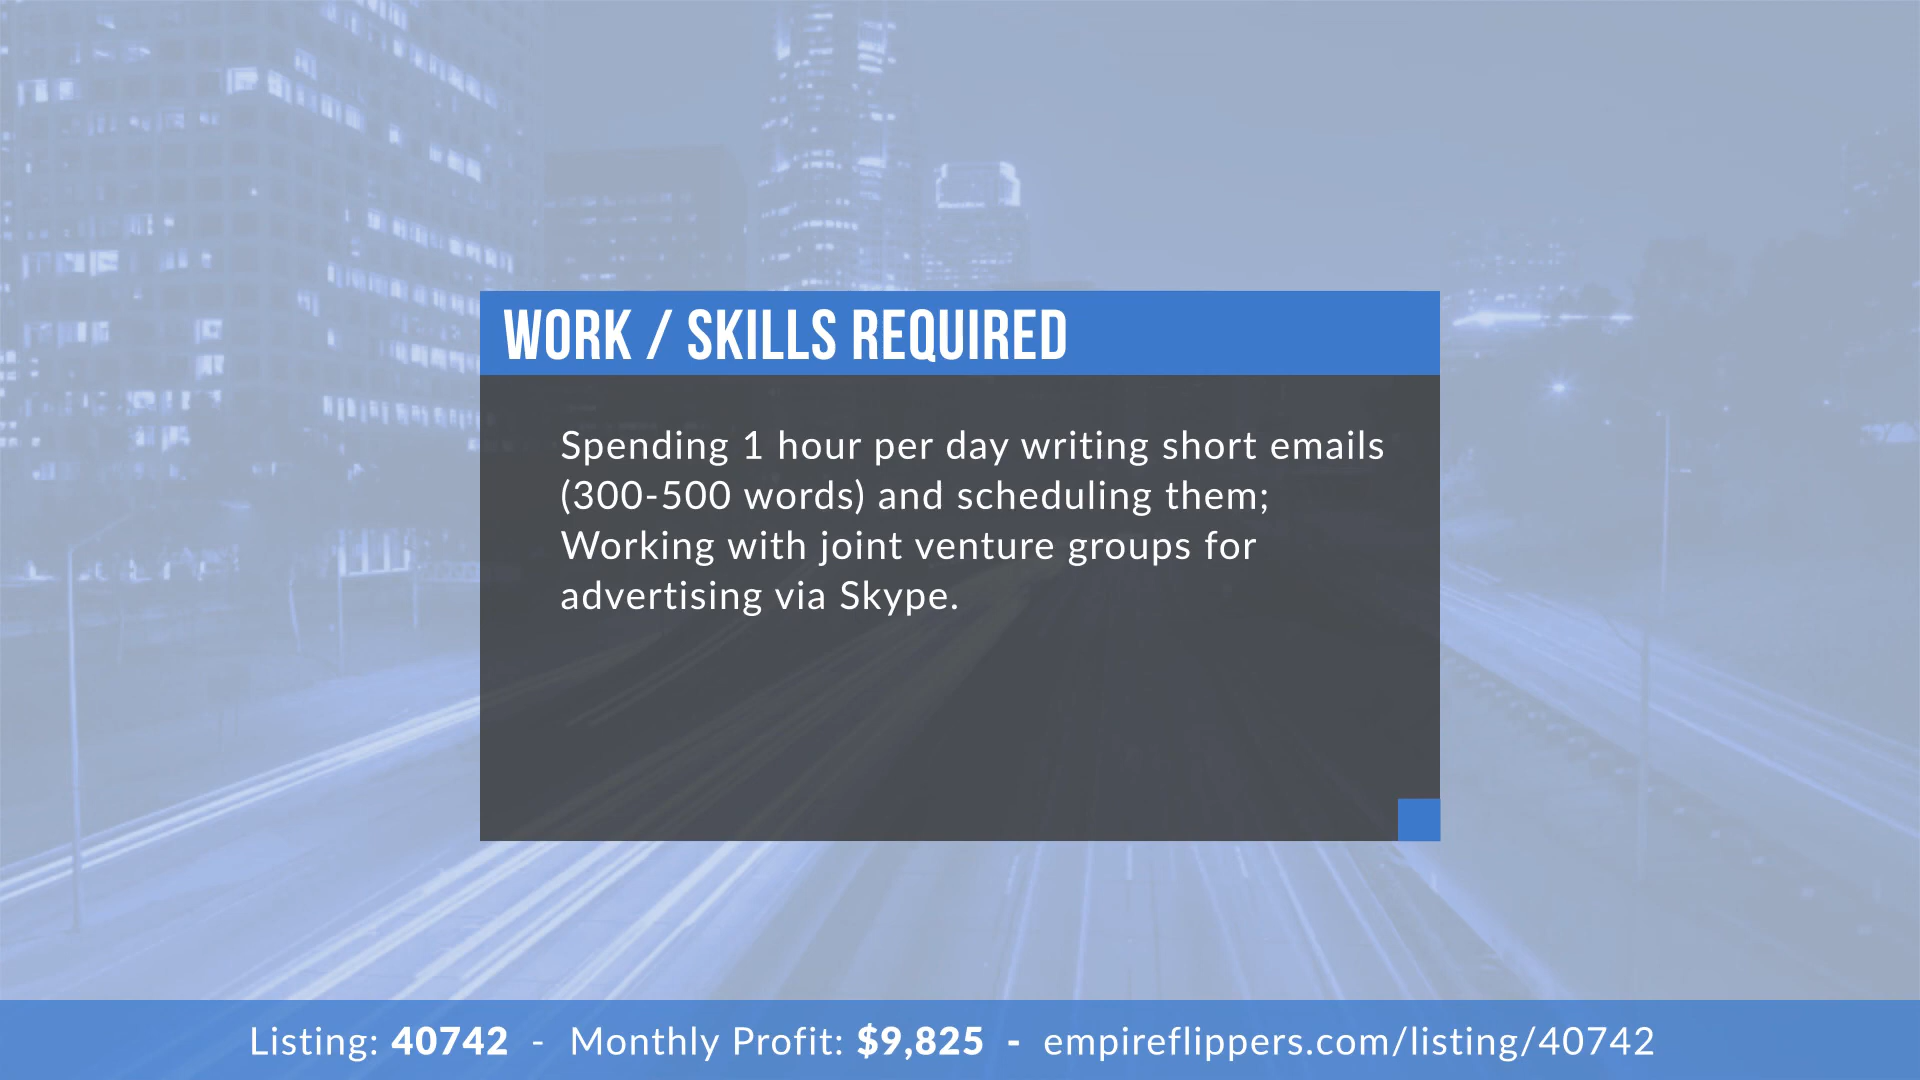 WORK / SKILLS REQUIRED
Spending 1 hour per day writing short emails
(300-500 words) and scheduling them;
Working with joint venture groups for
advertising via Skype.
Listing: 40742 - Monthly Profit: $9,825 - empireflippers.com/listing/40742